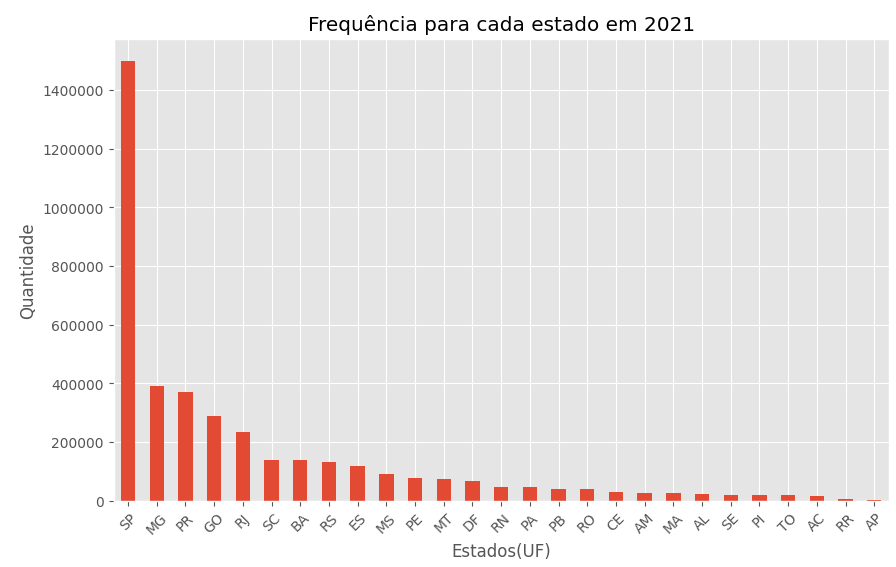 Frequência para cada estado em 2021
Quantidade
1400000
1200000
1000000
800000
600000
400000
200000
0
SP MG PR GO RJ SC BA RS ES MS PE MT DF RN PA PB RO CE AM MA AL SE PI TO AC RR AP
Estados(UF)